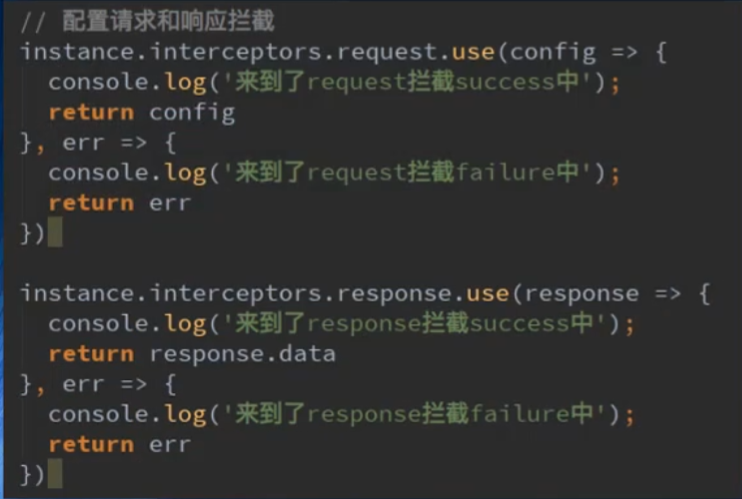 // 配置请求和响应拦截
instance.interceptors.request.use(config => {
  console.log('来到了request拦截success中');
  return config
}, err => {
  console.log('来到了request拦截failure中');
  return err
})

instance.interceptors.response.use(response => {
  console.log('来到了response拦截success中');
  return response.data
}, err => {
  console.log('来到了response拦截failure中');
  return err
})